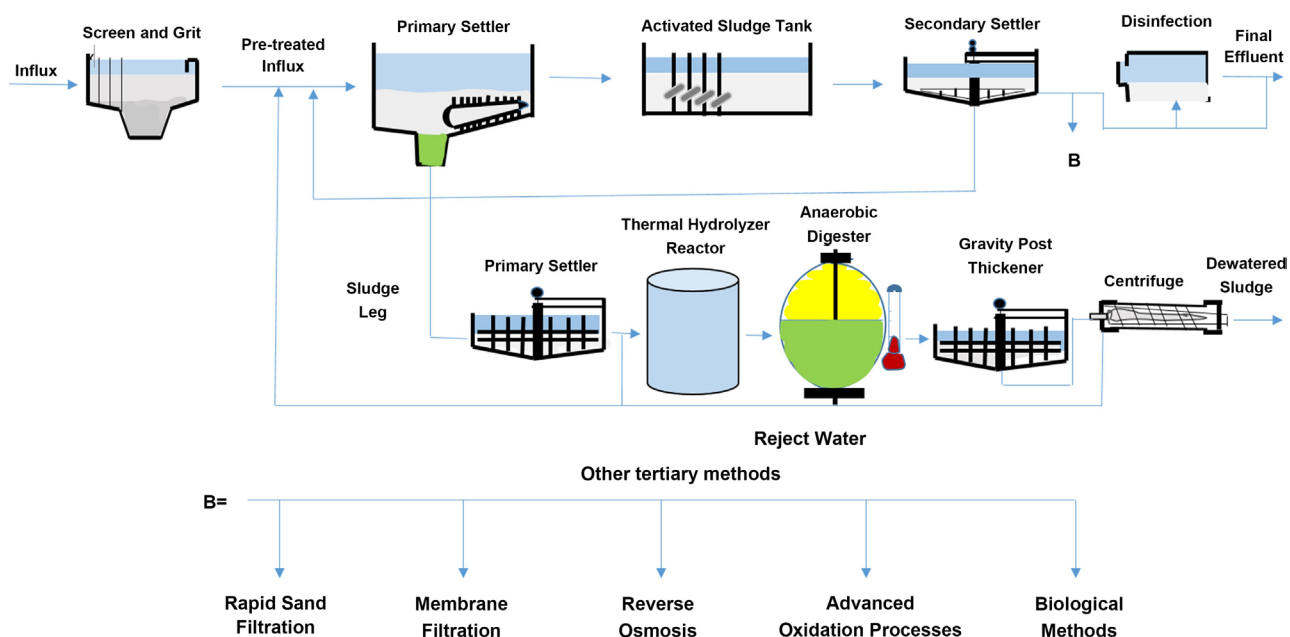 Screen and Grit
Influx
Pre-treated
Influx
Primary Settler
Activated Sludge Tank
Secondary Settler
Disinfection
Final
Effluent
B
Sludge
Leg
Primary Settler
Thermal Hydrolyzer
Reactor
Anaerobic
Digester
Gravity Post
Thickener
Centrifuge
Dewatered
Sludge
Reject Water
Other tertiary methods
B=
Rapid Sand
Filtration
Membrane
Filtration
Reverse
Osmosis
Advanced
Oxidation Processes
Biological
Methods